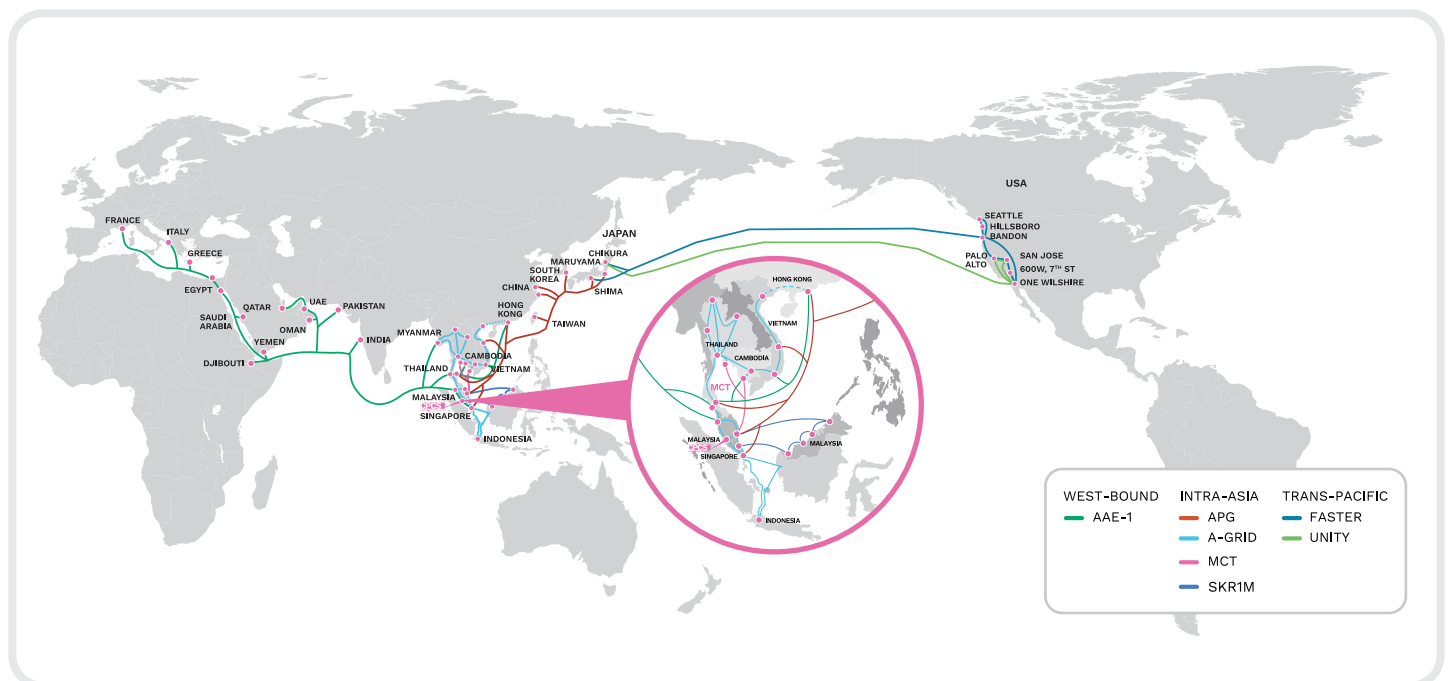 USA
SEATTLE
HILLSBORO
BANDON
PALO
ALTO
SAN JOSE
600W, 7TH ST
ONE WILSHIRE
FRANCE
ITALY
GREECE
EGYPT
SAUDI
ARABIA
QATAR
UAE
OMAN
YEMEN
DJIBOUTI
PAKISTAN
INDIA
MYANMAR
THAILAND
CAMBODIA
VIETNAM
MALAYSIA
CPCS
SINGAPORE
INDONESIA
JAPAN
CHIKURA
MARUYAMA
SHIMA
SOUTH
KOREA
CHINA
HONG
KONG
TAIWAN
HONG KONG
VIETNAM
THAILAND
CAMBODIA
MCT
MALAYSIA
CPCS
SINGAPORE
MALAYSIA
INDONESIA
WEST-BOUND
AAE-1
INTRA-ASIA
APG
A-GRID
MCT
SKR1M
TRANS-PACIFIC
FASTER
UNITY